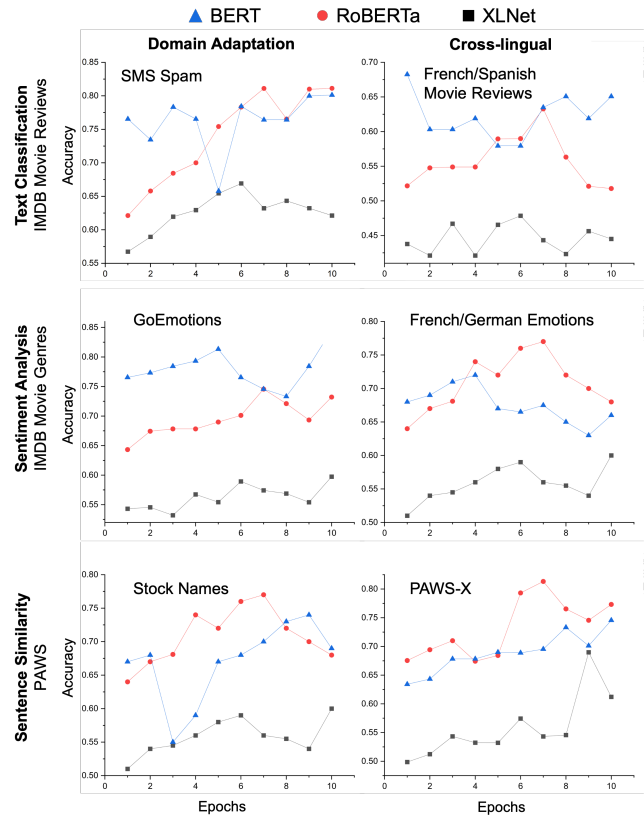 BERT RoBERTa XLNet
Domain Adaptation Cross-lingual
Text Classification
IMDB Movie Reviews
Accuracy
SMS Spam
0.85
0.80
0.75
0.70
0.65
0.60
0.55
0 2 4 6 8 10
French/Spanish
Movie Reviews
0.70
0.65
0.60
0.55
0.50
0.45
0 2 4 6 8 10
Sentiment Analysis
IMDB Movie Genres
Accuracy
GoEmotions
0.85
0.80
0.75
0.70
0.65
0.60
0.55
0 2 4 6 8 10
French/German Emotions
0.80
0.75
0.70
0.65
0.60
0.55
0.50
0 2 4 6 8 10
Sentence Similarity
PAWS
Accuracy
Stock Names
0.80
0.75
0.70
0.65
0.60
0.55
0.50
0 2 4 6 8 10
Epochs
PAWS-X
0.80
0.75
0.70
0.65
0.60
0.55
0.50
0 2 4 6 8 10
Epochs